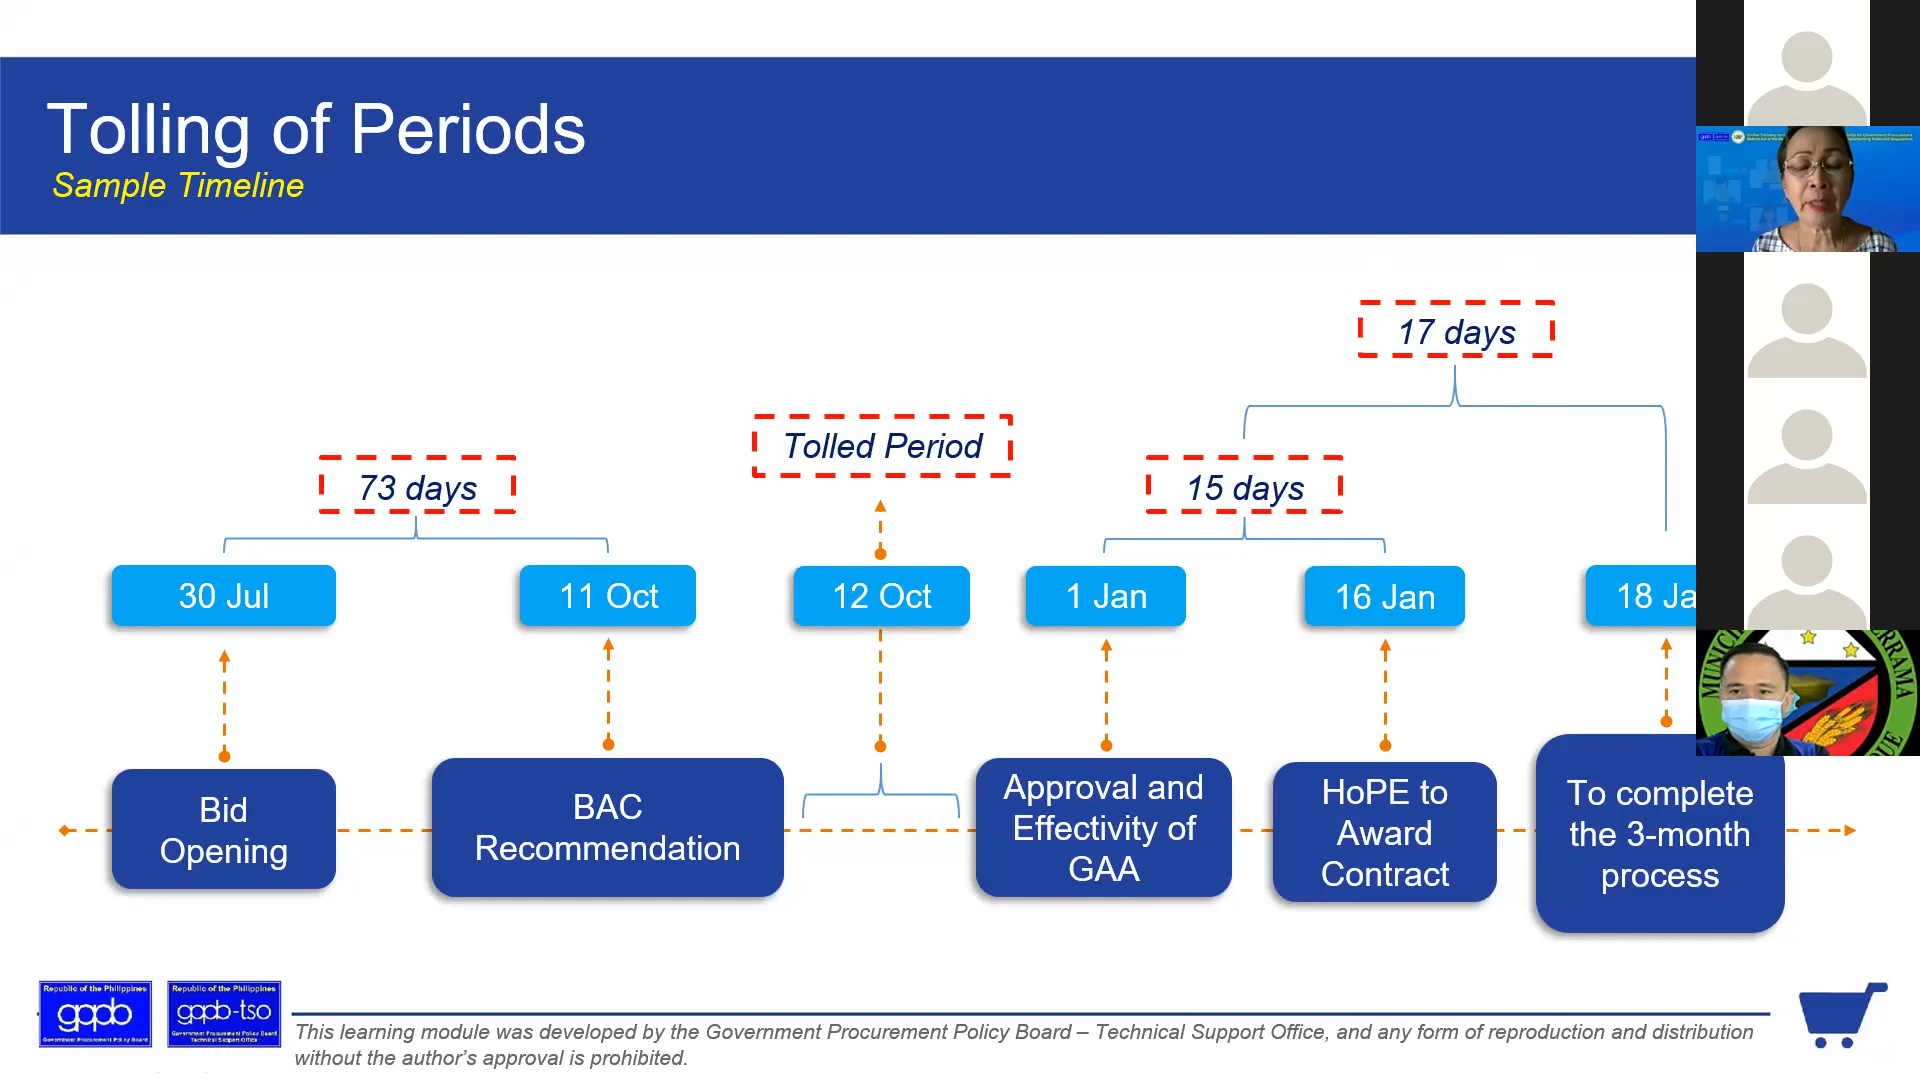 Tolling of Periods
Sample Timeline
17 days
Tolled Period
73 days
15 days
30 Jul
11 Oct
12 Oct
1 Jan
16 Jan
18 Ja
Bid
Opening
BAC
Recommendation
Approval and
Effectivity of
GAA
HoPE to
Award
Contract
To complete
the 3-month
process
Republic of the Philippines
gppb
Government Procurement Policy Board
Republic of the Philippines
gppb-tso
Government Procurement Policy Board
Technical Support Office
This learning module was developed by the Government Procurement Policy Board – Technical Support Office, and any form of reproduction and distribution
without the author's approval is prohibited.